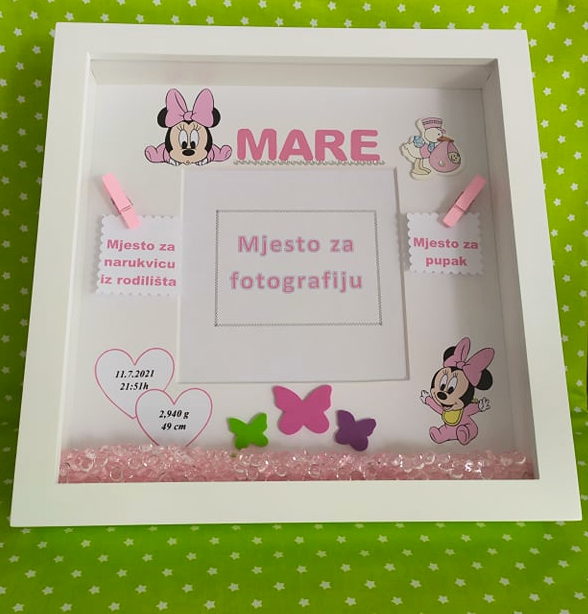 MARE
Mjesto za
narukvicu
iz rodilišta
Mjesto za
fotografiju
Mjesto za
pupak
11.7.2021
21:51h
2,940 g
49 cm